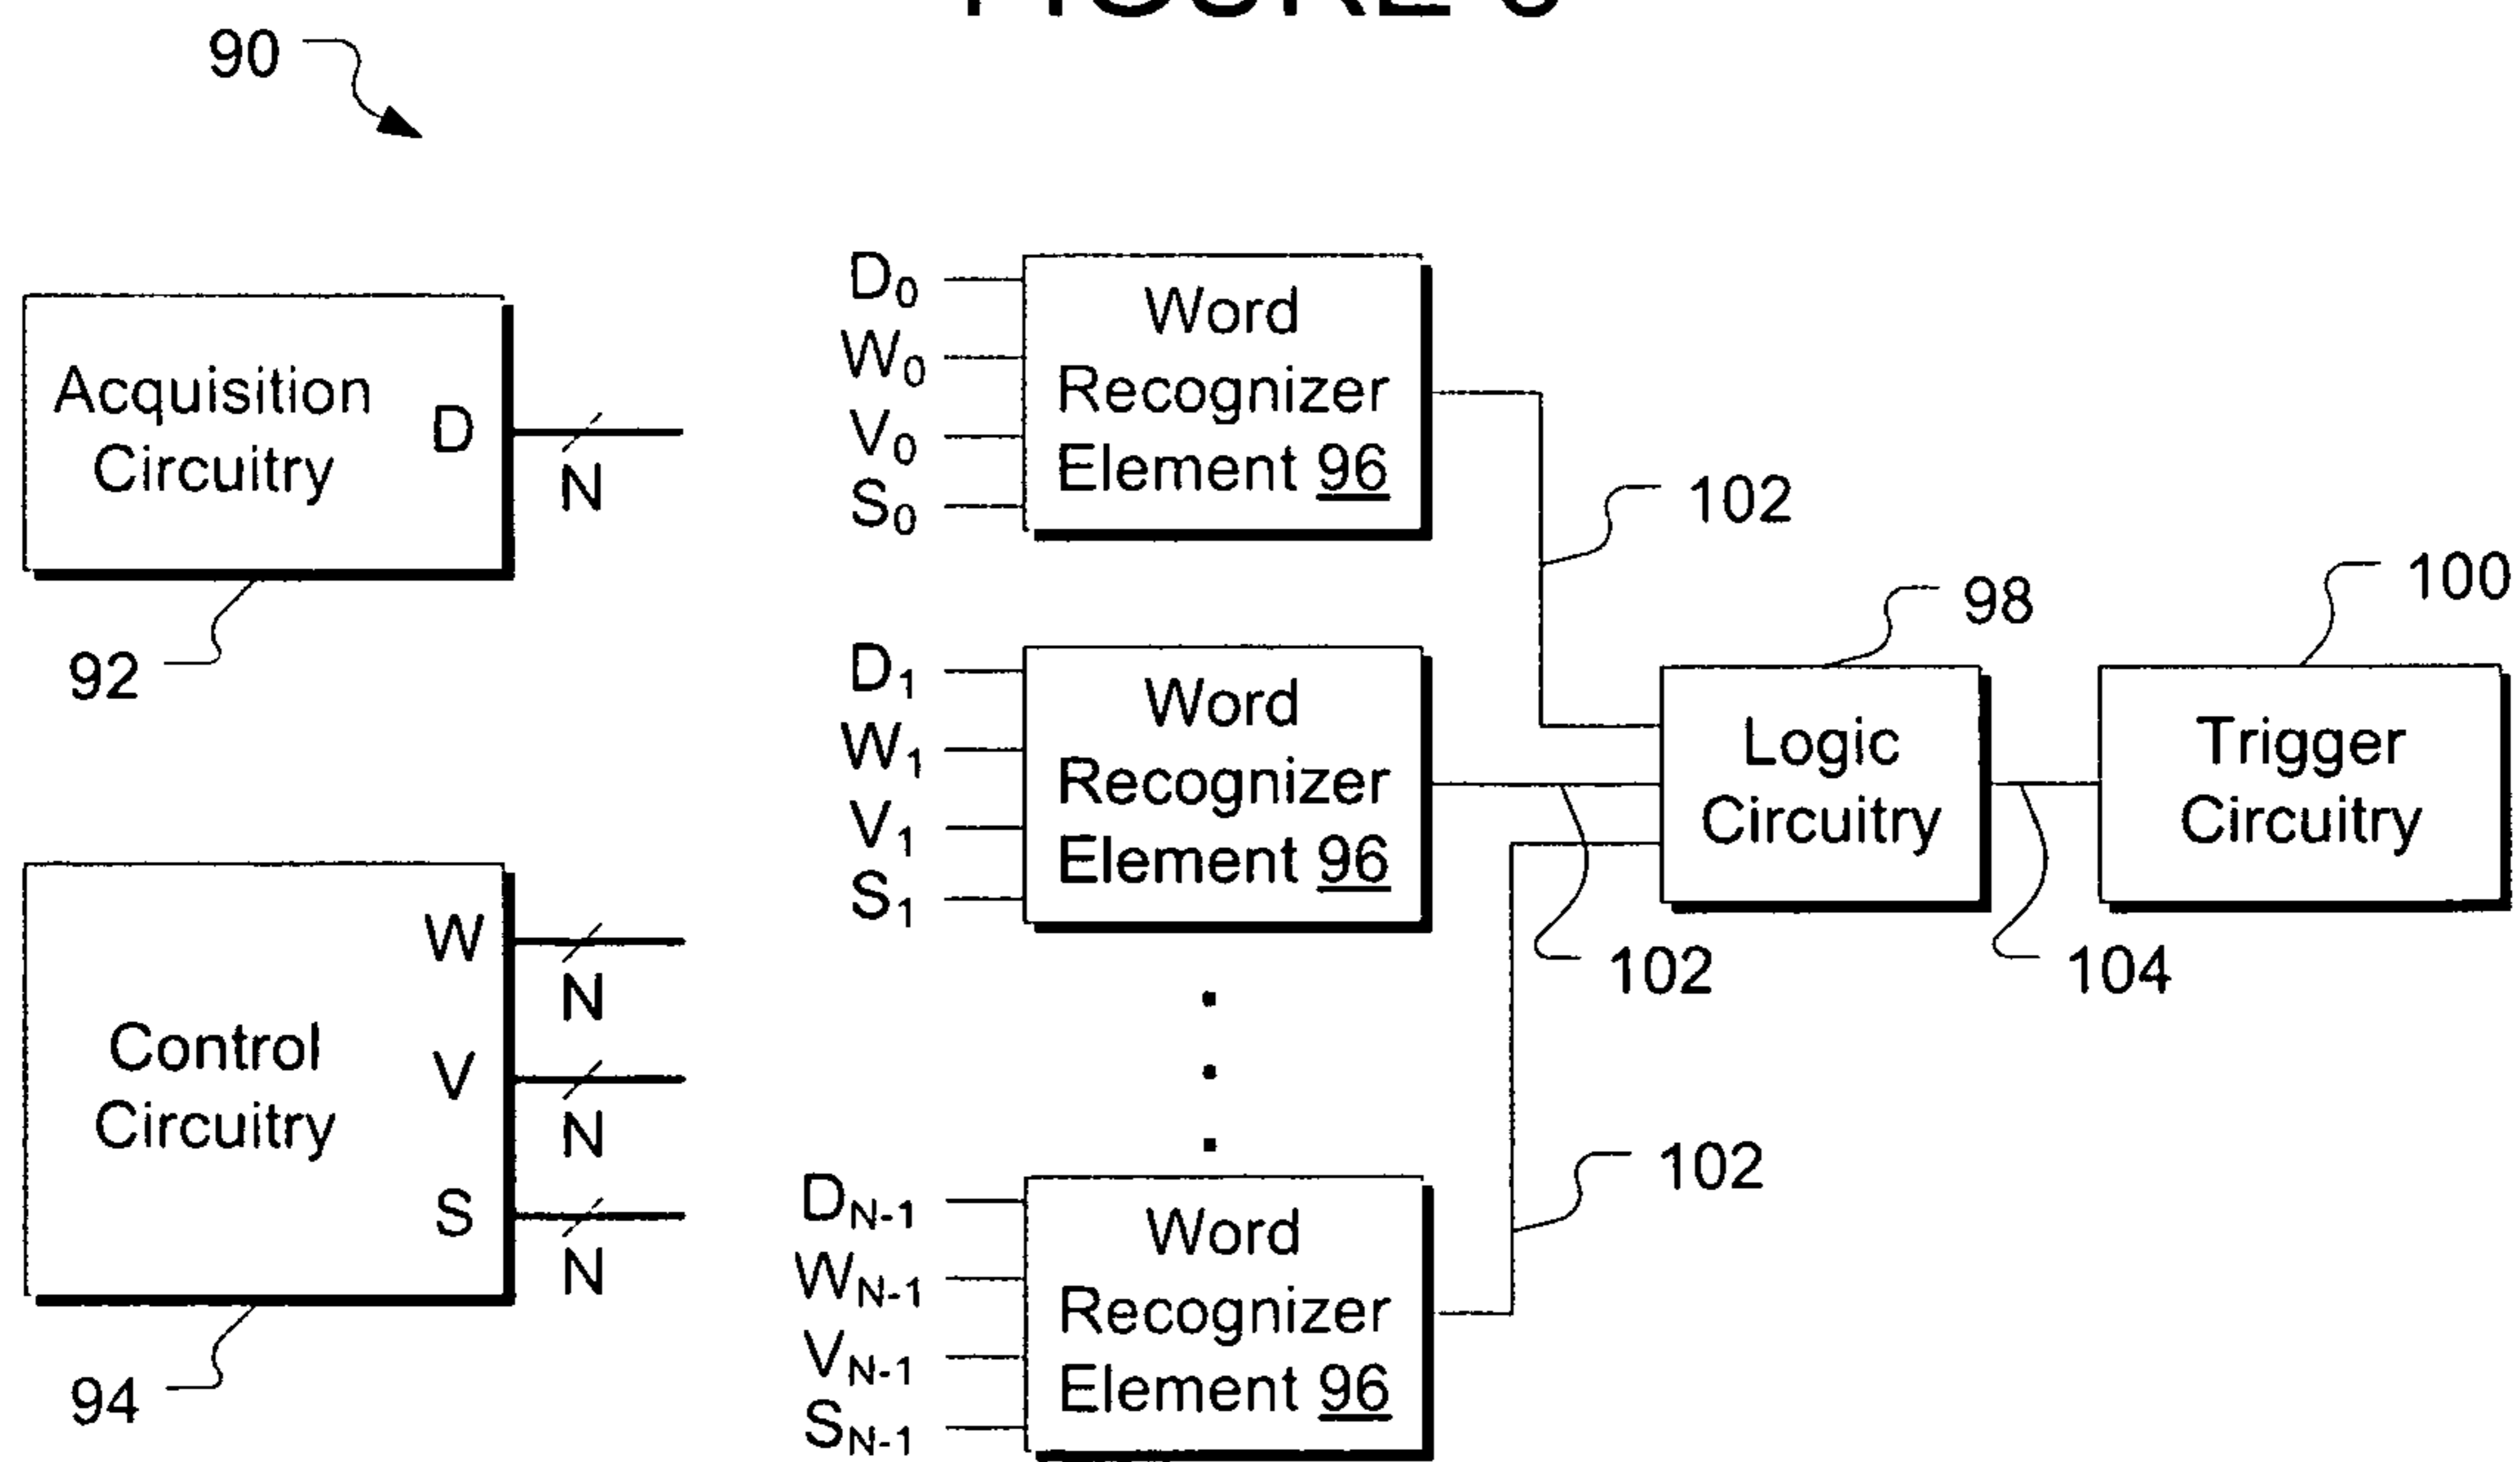 90
Acquisition
Circuitry
D
N
92
Control
Circuitry
W
N
V
N
S
N
94
D0
W0
V0
S0
Word
Recognizer
Element 96
102
D1
W1
V1
S1
Word
Recognizer
Element 96
102
DN-1
WN-1
VN-1
SN-1
Word
Recognizer
Element 96
102
98
Logic
Circuitry
104
100
Trigger
Circuitry